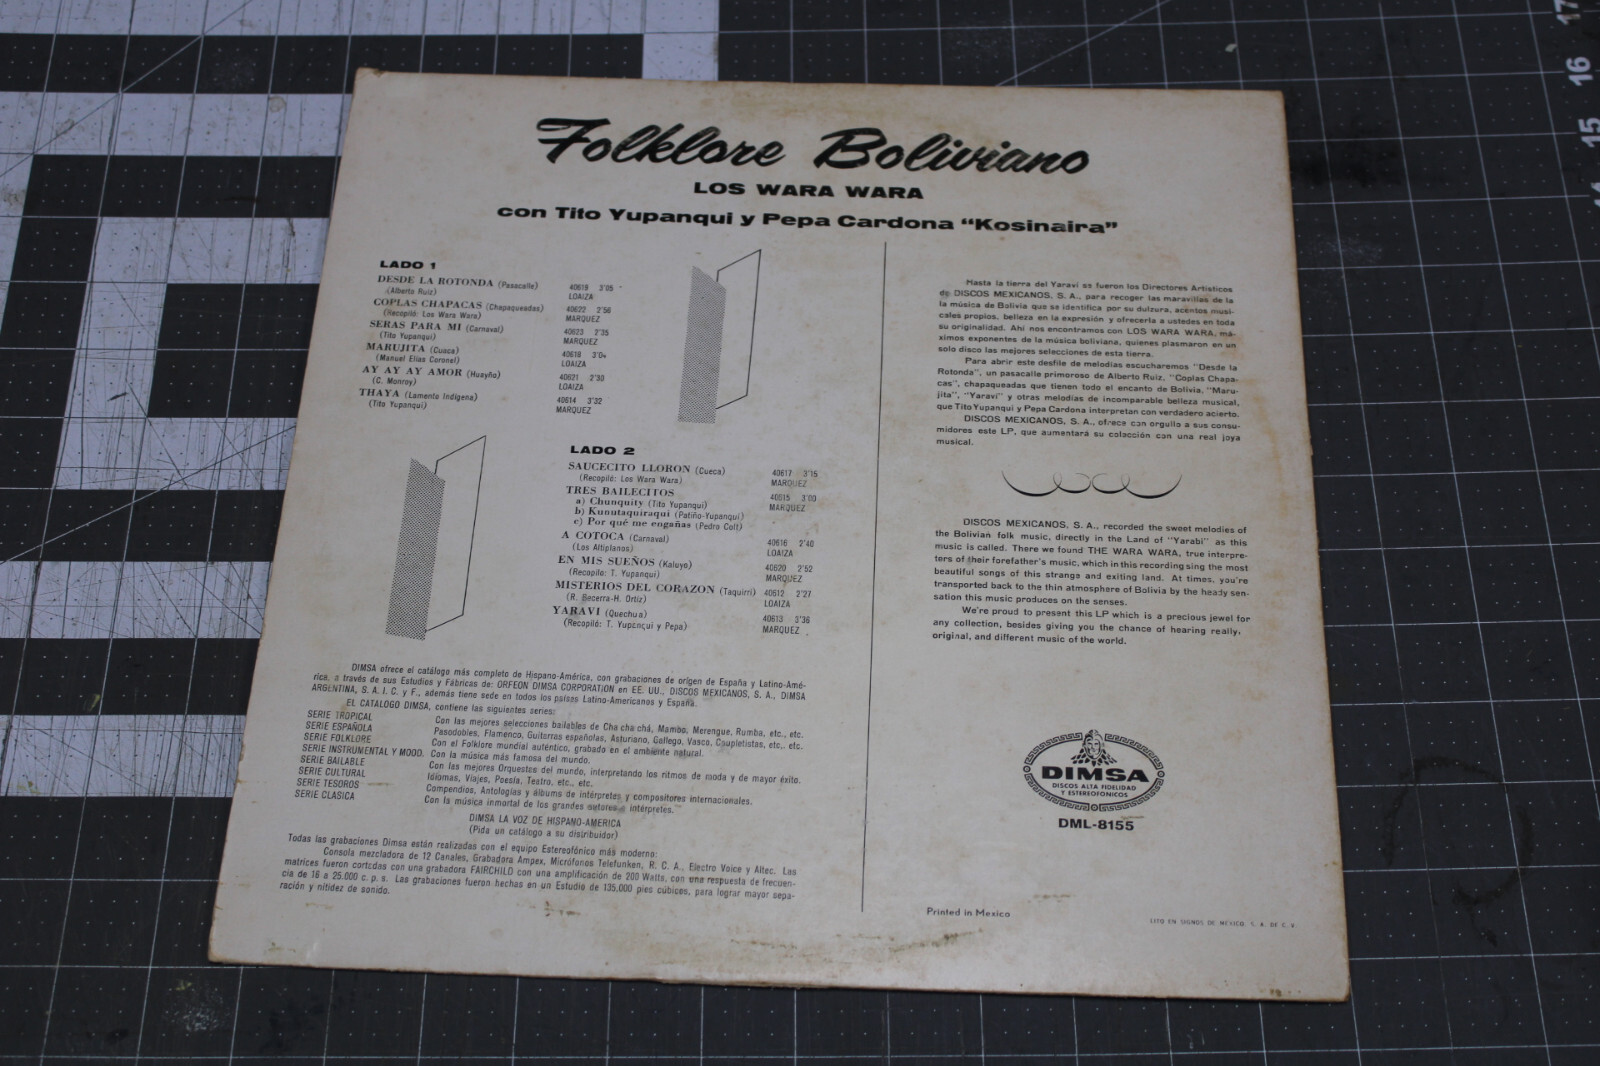 Folklore Boliviano
LOS WARA WARA
con Tito Yupanqui y Pepa Cardona "Kosinaira"
LADO 1
DESDE LA ROTONDA (Pasacalle) 40619 3'05
(Alberto Ruiz) LOAIZA
COPLAS CHAPACAS (Chapaqueadas) 40622 2'56
(Recopiló: Los Wara Wara) MARQUEZ
SERAS PARA MI (Carnaval) 40623 2'35
(Tito Yupanqui) MARQUEZ
MARUJITA (Cueca) 40618
(Manuel Elías Coronel) LOAIZA
AY AY AY AMOR (Huayño) 40621 2'30
(C. Monroy) LOAIZA
THAYA (Lamento Indígena) 40614 3'32
(Tito Yupanqui) MARQUEZ
LADO 2
SAUCECITO LLORON (Cueca) 40617 3'15
(Recopiló: Los Wara Wara) MARQUEZ
TRES BAILECITOS 40615 3'00
a) Chunquity (Tito Yupanqui) MARQUEZ
b) Kunutaquiraqui (Patiño-Yupanqui)
c) Por qué me engañas (Pedro Colt)
A COTOCA (Carnaval) 40616 2'40
(Los Altiplanos) LOAIZA
EN MIS SUEÑOS (Kaluyo) 40620 2'52
(Recopiló: T. Yupanqui) MARQUEZ
MISTERIOS DEL CORAZON (Taquirri) 40612 2'27
(R. Becerra-H. Ortiz) LOAIZA
YARAVI (Quechua) 40613 3'36
(Recopiló: T. Yupanqui y Pepa) MARQUEZ
DIMSA ofrece el catálogo más completo de Hispano-América, con grabaciones de origen de España y Latino-Amé-
rica, a través de sus Estudios y Fábricas de: ORFEON DIMSA CORPORATION en EE. UU., DISCOS MEXICANOS, S. A., DIMSA
ARGENTINA, S. A. I. C. y F., además tiene sede en todos los países Latino-Americanos y España.
EL CATALOGO DIMSA, contiene las siguientes series:
SERIE TROPICAL Con las mejores selecciones bailables de Cha cha chá, Mambo, Merengue, Rumba, etc., etc.
SERIE ESPAÑOLA Pasodobles, Flamenco, Guitarras españolas, Asturiano, Gallego, Vasco, Coupletistas, etc., etc.
SERIE FOLKLORE Con el Folklore mundial auténtico, grabado en el ambiente natural.
SERIE INSTRUMENTAL Y MOOD. Con la música más famosa del mundo.
SERIE BAILABLE Con las mejores Orquestas del mundo, interpretando los ritmos de moda y de mayor éxito.
SERIE CULTURAL Idiomas, Viajes, Poesía, Teatro, etc., etc.
SERIE TESOROS Compendios, Antologías y álbums de intérpretes y compositores internacionales.
SERIE CLASICA Con la música inmortal de los grandes autores e intérpretes.
DIMSA LA VOZ DE HISPANO-AMERICA
(Pida un catálogo a su distribuidor)
Todas las grabaciones Dimsa están realizadas con el equipo Estereofónico más moderno:
Consola mezcladora de 12 Canales, Grabadora Ampex, Micrófonos Telefunken, R. C. A., Electro Voice y Altec. Las
matrices fueron cortadas con una grabadora FAIRCHILD con una amplificación de 200 Watts, con una respuesta de frecuen-
cia de 16 a 25.000 c. p. s. Las grabaciones fueron hechas en un Estudio de 135,000 pies cúbicos, para lograr mayor sepa-
ración y nitidez de sonido.
Hasta la tierra del Yaraví se fueron los Directores Artísticos
de DISCOS MEXICANOS, S. A., para recoger las maravillas de la
la música de Bolivia que se identifica por su dulzura, acentos musi-
cales propios, belleza en la expresión y ofrecerla a ustedes en toda
su originalidad. Ahí nos encontramos con LOS WARA WARA, má-
ximos exponentes de la música boliviana, quienes plasmaron en un
solo disco las mejores selecciones de esta tierra.
Para abrir este desfile de melodías escucharemos "Desde la
Rotonda", un pasacalle primoroso de Alberto Ruiz, "Coplas Chapa-
cas", chapaqueadas que tienen todo el encanto de Bolivia, "Maru-
jita", "Yaraví" y otras melodías de incomparable belleza musical,
que Tito Yupanqui y Pepa Cardona interpretan con verdadero acierto.
DISCOS MEXICANOS, S. A., ofrece con orgullo a sus consu-
midores este LP, que aumentará su colección con una real joya
musical.
DISCOS MEXICANOS, S. A., recorded the sweet melodies of
the Bolivian folk music, directly in the Land of "Yarabi" as this
music is called. There we found THE WARA WARA, true interpre-
ters of their forefather's music, which in this recording sing the most
beautiful songs of this strange and exiting land. At times, you're
transported back to the thin atmosphere of Bolivia by the heady sen-
sation this music produces on the senses.
We're proud to present this LP which is a precious jewel for
any collection, besides giving you the chance of hearing really,
original, and different music of the world.
DIMSA
DISCOS ALTA FIDELIDAD
Y ESTEREOFONICOS
DML-8155
Printed in Mexico
LITO EN SIGNOS DE MEXICO, S. A. DE C. V.
17
16
15